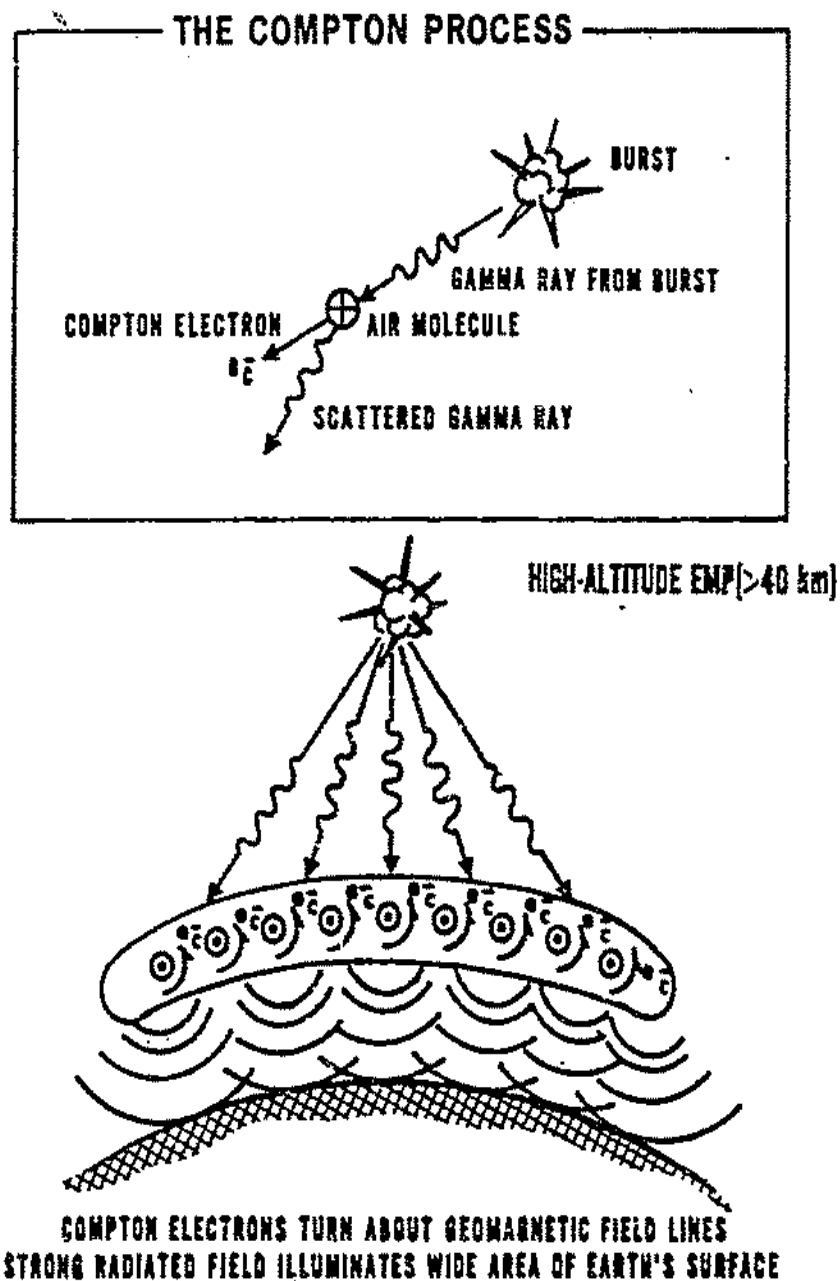 THE COMPTON PROCESS
BURST
GAMMA RAY FROM BURST
COMPTON ELECTRON
AIR MOLECULE
e c̄
SCATTERED GAMMA RAY
HIGH-ALTITUDE EMP(>40 km)
e c̄ e c̄ e c̄ e c̄ e c̄ e c̄ e c̄ e c̄ e c̄
COMPTON ELECTRONS TURN ABOUT GEOMAGNETIC FIELD LINES
STRONG RADIATED FIELD ILLUMINATES WIDE AREA OF EARTH'S SURFACE